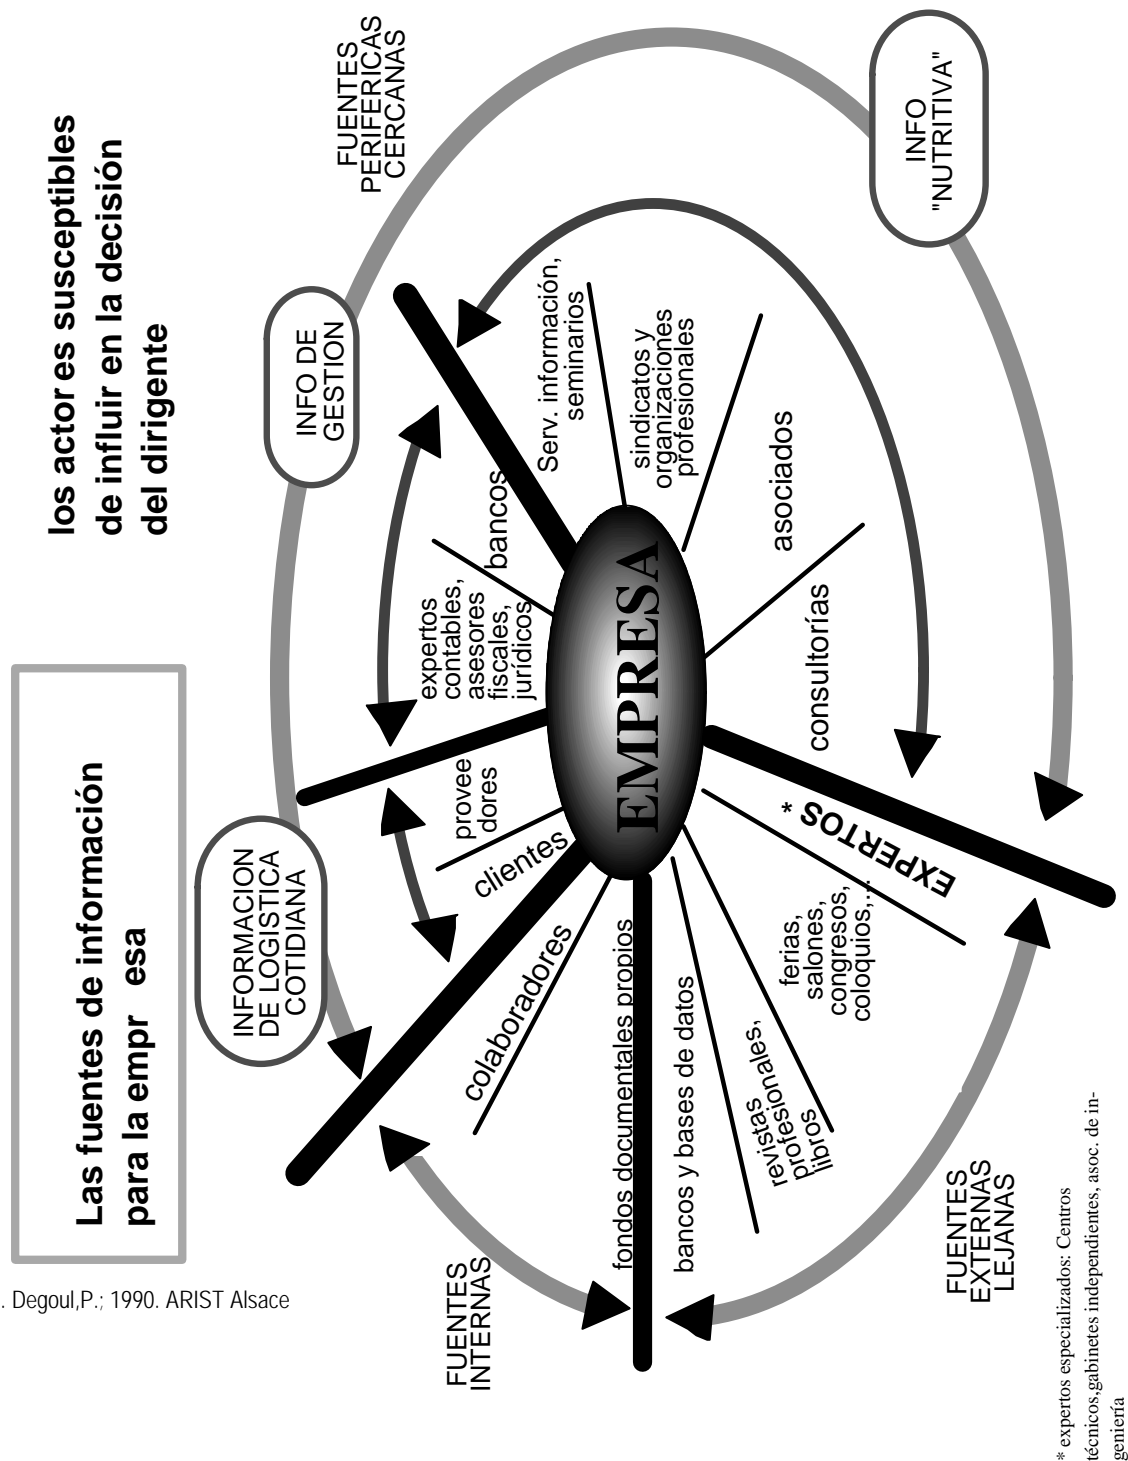 Las fuentes de información
para la empr esa
los actor es susceptibles
de influir en la decisión
del dirigente
INFORMACION
DE LOGISTICA
COTIDIANA
INFO DE
GESTION
FUENTES
PERIFERICAS
CERCANAS
INFO
"NUTRITIVA"
FUENTES
INTERNAS
FUENTES
EXTERNAS
LEJANAS
colaboradores
clientes
provee
dores
expertos
contables,
asesores
fiscales,
jurídicos
bancos
Serv. información,
seminarios
sindicatos y
organizaciones
profesionales
asociados
consultorías
EXPERTOS *
ferias,
salones,
congresos,
coloquios,...
revistas
profesionales,
libros
bancos y bases de datos
fondos documentales propios
EMPRESA
. Degoul,P.; 1990. ARIST Alsace
* expertos especializados: Centros
técnicos,gabinetes independientes, asoc. de in-
geniería